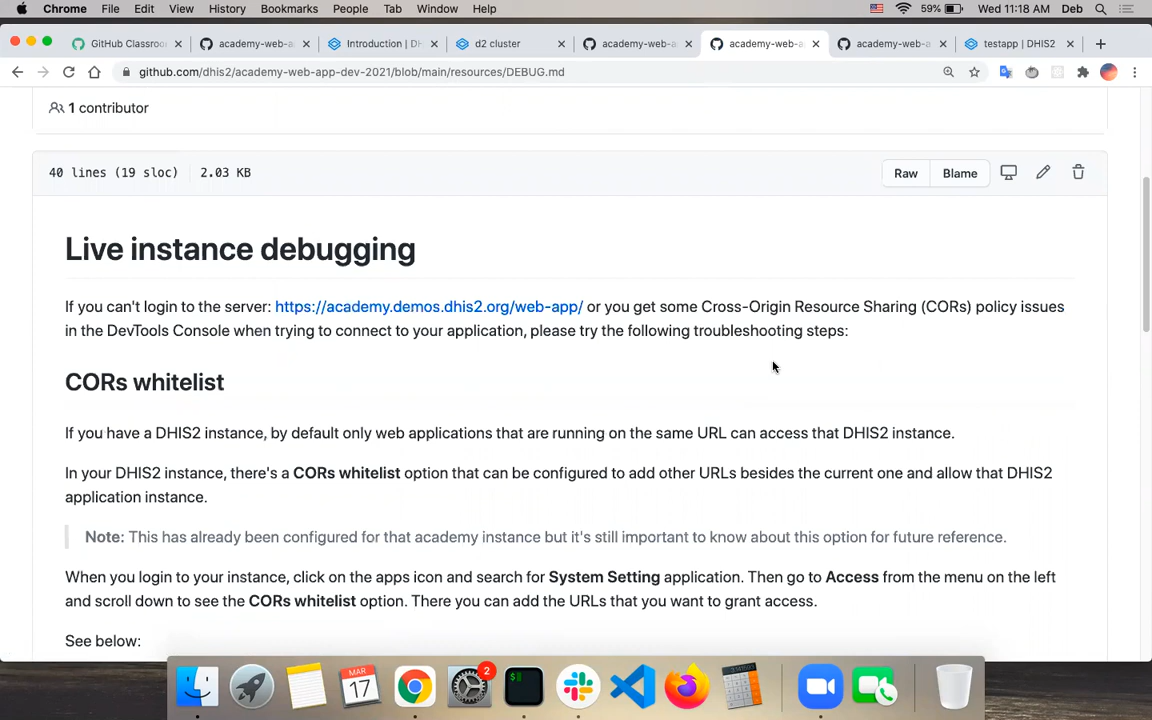 Chrome File Edit View History Bookmarks People Tab Window Help 59% Wed 11:18 AM Deb
GitHub Classroo academy-web-a Introduction | DH d2 cluster academy-web-a academy-web-a academy-web-a testapp | DHIS2
github.com/dhis2/academy-web-app-dev-2021/blob/main/resources/DEBUG.md
1 contributor
40 lines (19 sloc) 2.03 KB Raw Blame
Live instance debugging
If you can't login to the server: https://academy.demos.dhis2.org/web-app/ or you get some Cross-Origin Resource Sharing (CORs) policy issues
in the DevTools Console when trying to connect to your application, please try the following troubleshooting steps:
CORs whitelist
If you have a DHIS2 instance, by default only web applications that are running on the same URL can access that DHIS2 instance.
In your DHIS2 instance, there's a CORs whitelist option that can be configured to add other URLs besides the current one and allow that DHIS2
application instance.
Note: This has already been configured for that academy instance but it's still important to know about this option for future reference.
When you login to your instance, click on the apps icon and search for System Setting application. Then go to Access from the menu on the left
and scroll down to see the CORs whitelist option. There you can add the URLs that you want to grant access.
See below:
MAR
17
2
$